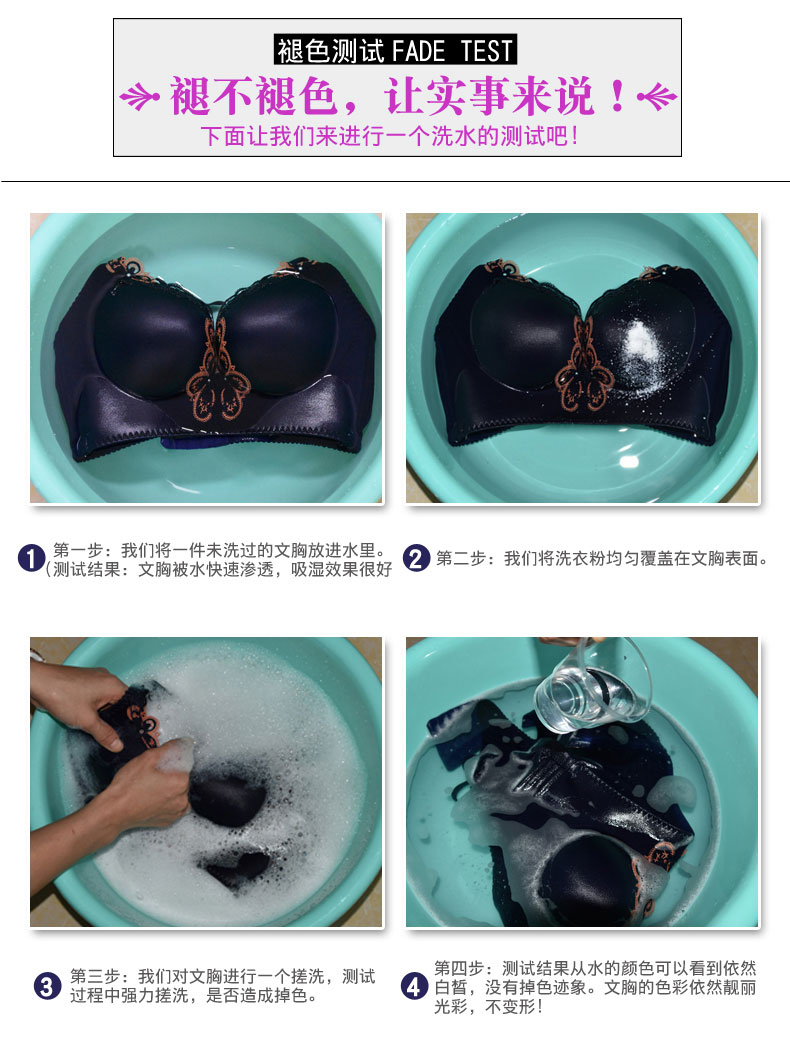 褪色测试 FADE TEST
褪不褪色，让实事来说！
下面让我们来进行一个洗水的测试吧！
1 第一步：我们将一件未洗过的文胸放进水里。
（测试结果：文胸被水快速渗透，吸湿效果很好
2 第二步：我们将洗衣粉均匀覆盖在文胸表面。
3 第三步：我们对文胸进行一个搓洗，测试
过程中强力搓洗，是否造成掉色。
4 第四步：测试结果从水的颜色可以看到依然
白皙，没有掉色迹象。文胸的色彩依然靓丽
光彩，不变形！